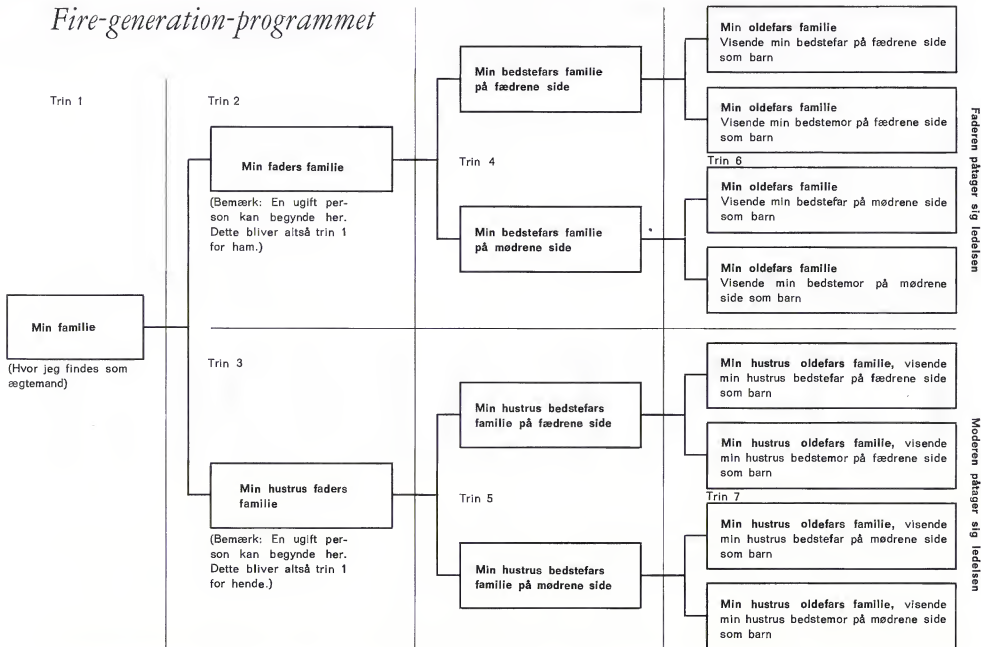 Fire-generation-programmet
Trin 1
Min familie
(Hvor jeg findes som
ægtemand)
Trin 2
Min faders familie
(Bemærk: En ugift per-
son kan begynde her.
Dette bliver altså trin 1
for ham.)
Trin 3
Min hustrus faders
familie
(Bemærk: En ugift per-
son kan begynde her.
Dette bliver altså trin 1
for hende.)
Min bedstefars familie
på fædrene side
Trin 4
Min bedstefars familie
på mødrene side
Min hustrus bedstefars
familie på fædrene side
Trin 5
Min hustrus bedstefars
familie på mødrene side
Min oldefars familie
Visende min bedstefar på fædrene side
som barn
Min oldefars familie
Visende min bedstemor på fædrene side
som barn
Trin 6
Min oldefars familie
Visende min bedstefar på mødrene side
som barn
Min oldefars familie
Visende min bedstemor på mødrene
side som barn
Min hustrus oldefars familie, visende
min hustrus bedstefar på fædrene side
som barn
Min hustrus oldefars familie, visende
min hustrus bedstemor på fædrene side
som barn
Trin 7
Min hustrus oldefars familie, visende
min hustrus bedstefar på mødrene side
som barn
Min hustrus oldefars familie, visende
min hustrus bedstemor på mødrene side
som barn
Faderen påtager sig ledelsen
Moderen påtager sig ledelsen